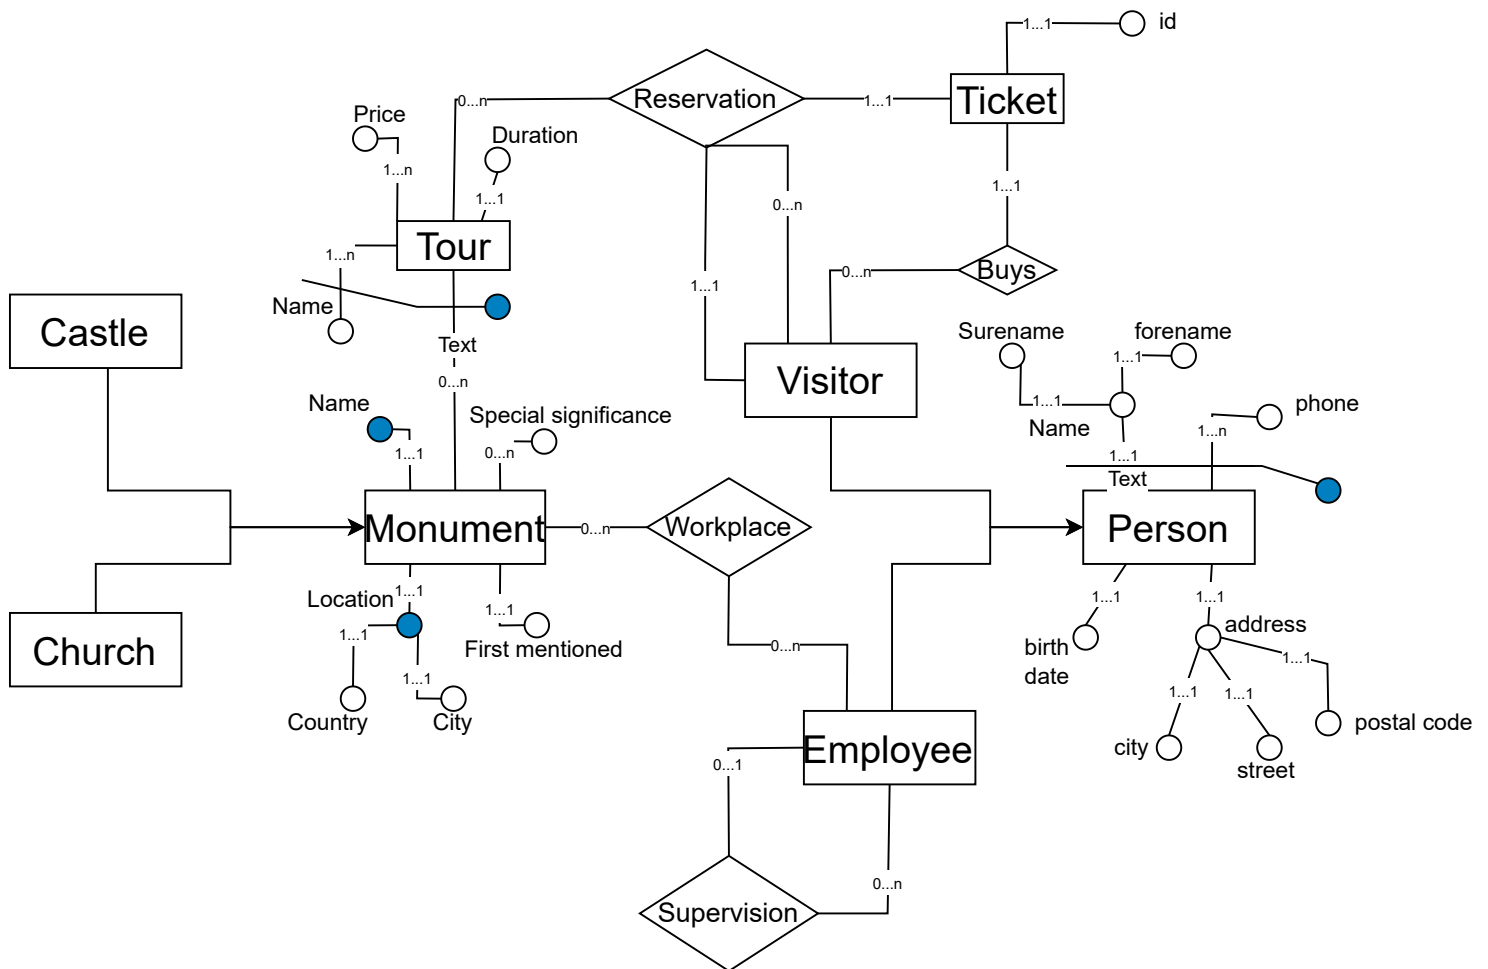 1...1
id
0...n
Reservation
1...1
Ticket
Price
Duration
1...n
1...1
1...1
0...n
Tour
1...n
0...n
Buys
1...1
Name
Castle
Text
Surename
forename
1...1
0...n
Visitor
Name
1...1
phone
Special significance
Name
1...n
1...1
0...n
1...1
Text
Monument
0...n
Workplace
Person
1...1
Location
1...1
1...1
1...1
1...1
address
Church
First mentioned
0...n
birth
date
1...1
1...1
1...1
1...1
Country
City
postal code
city
Employee
0...1
street
0...n
Supervision